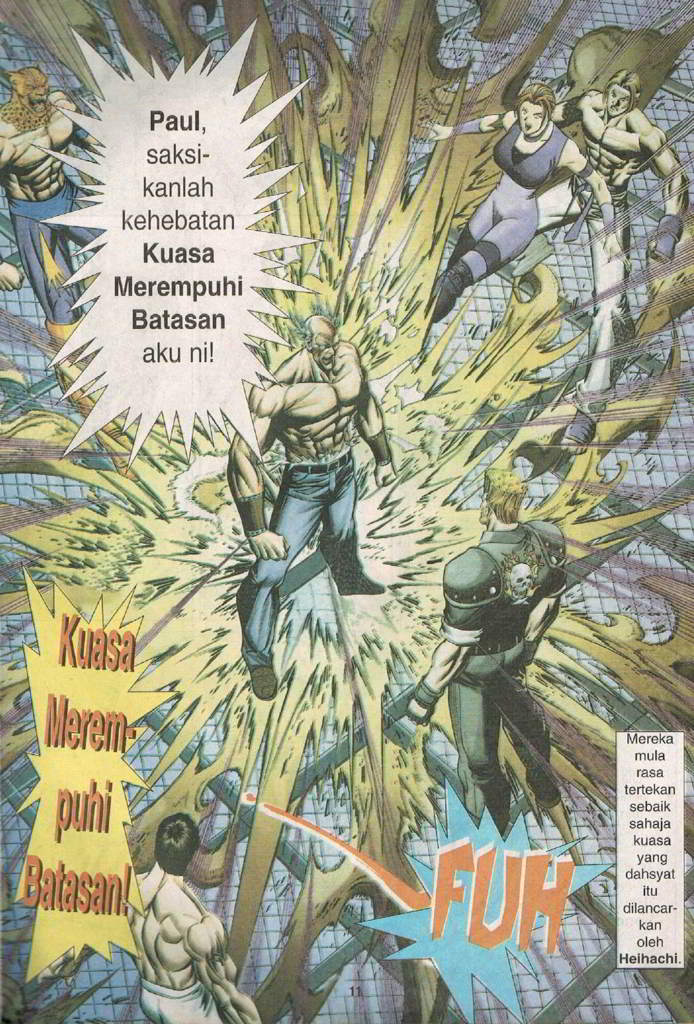 Paul,
saksi-
kanlah
kehebatan
Kuasa
Merempuhi
Batasan
aku ni!
Kuasa
Merem-
puhi
Batasan!
FUH
Mereka
mula
rasa
tertekan
sebaik
sahaja
kuasa
yang
dahsyat
itu
dilancar-
kan
oleh
Heihachi.
11